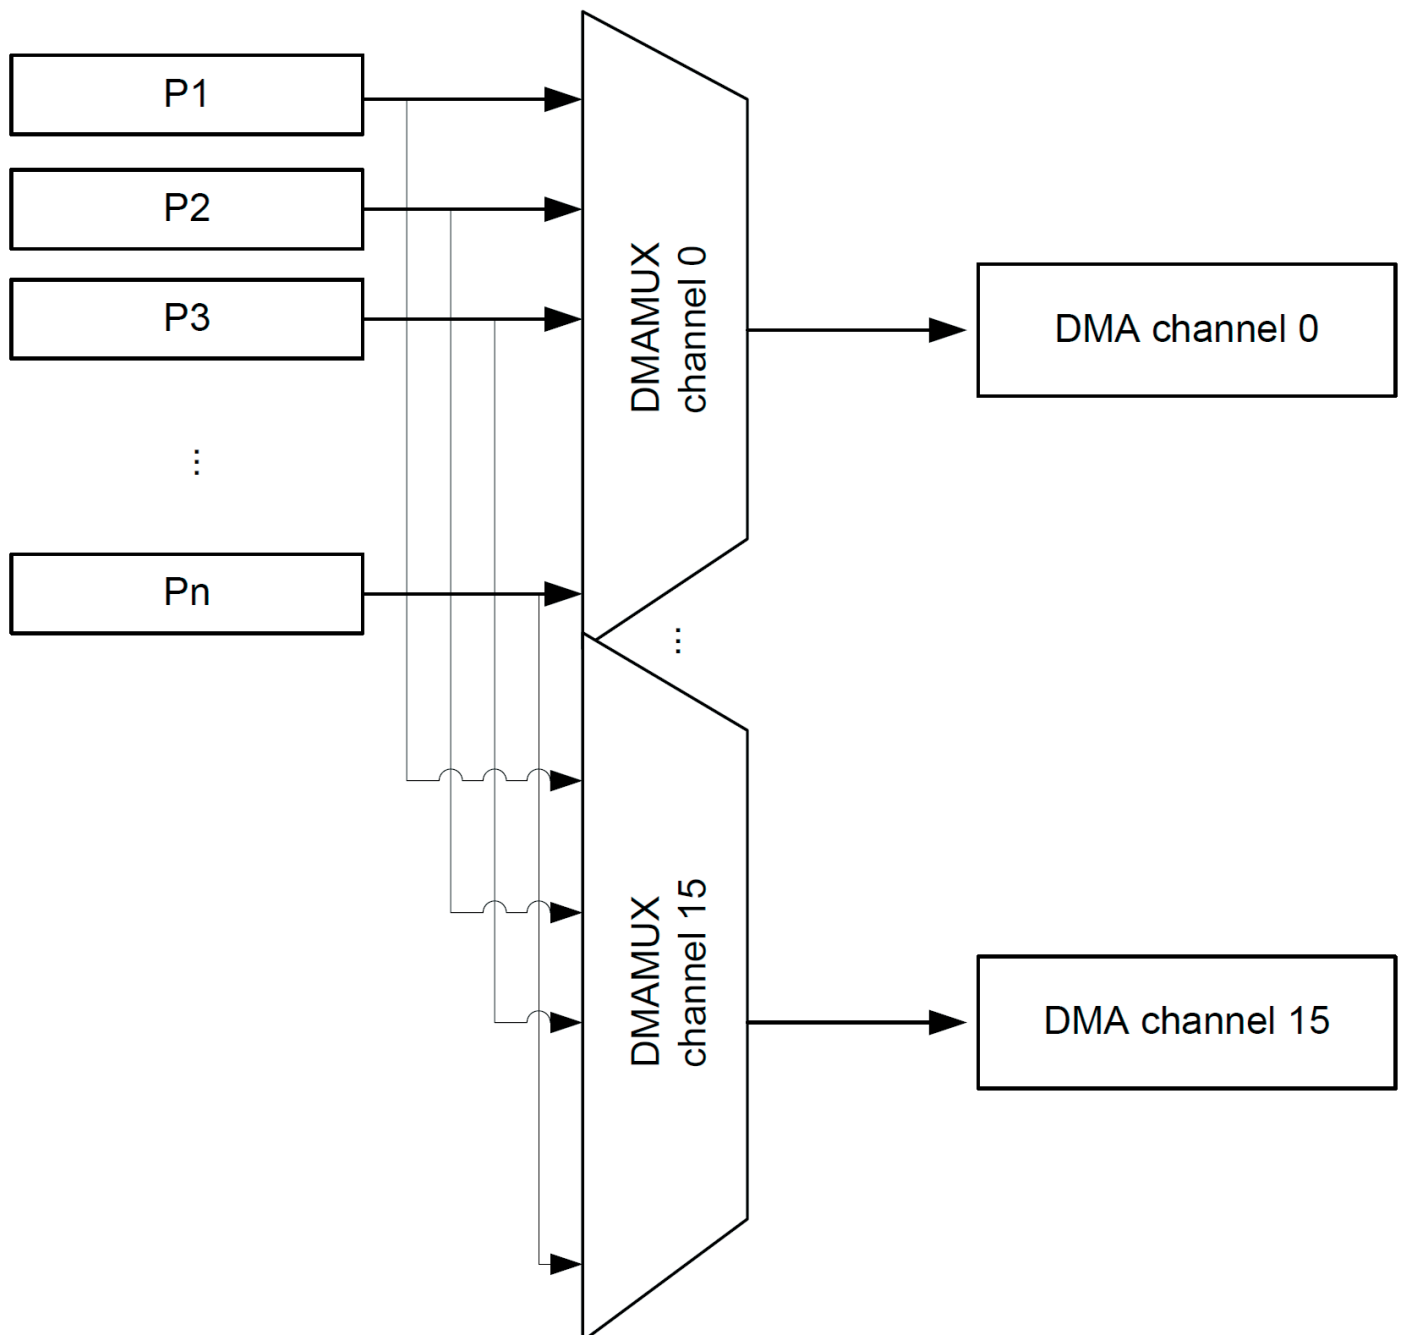 P1
P2
P3
...
Pn
DMAMUX
channel 0
...
DMAMUX
channel 15
DMA channel 0
DMA channel 15